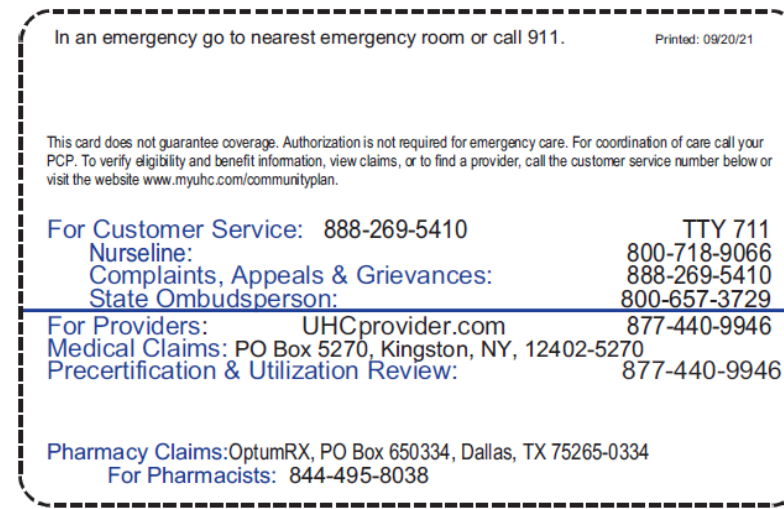 In an emergency go to nearest emergency room or call 911. Printed: 09/20/21
This card does not guarantee coverage. Authorization is not required for emergency care. For coordination of care call your
PCP. To verify eligibility and benefit information, view claims, or to find a provider, call the customer service number below or
visit the website www.myuhc.com/communityplan.
For Customer Service: 888-269-5410 TTY 711
Nurseline: 800-718-9066
Complaints, Appeals & Grievances: 888-269-5410
State Ombudsperson: 800-657-3729
For Providers: UHCprovider.com 877-440-9946
Medical Claims: PO Box 5270, Kingston, NY, 12402-5270
Precertification & Utilization Review: 877-440-9946
Pharmacy Claims:OptumRX, PO Box 650334, Dallas, TX 75265-0334
For Pharmacists: 844-495-8038